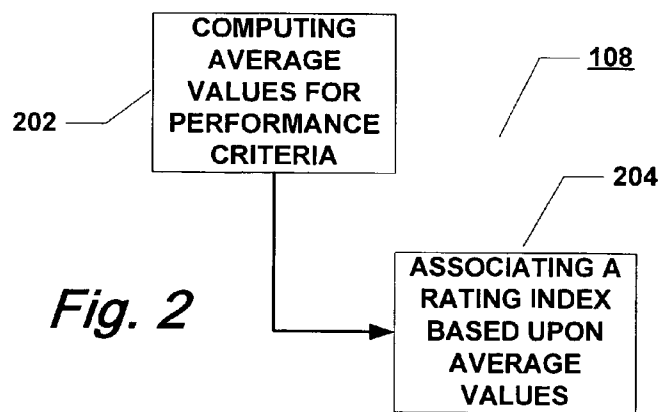 COMPUTING
AVERAGE
VALUES FOR
PERFORMANCE
CRITERIA
202
108
204
ASSOCIATING A
RATING INDEX
BASED UPON
AVERAGE
VALUES
Fig. 2